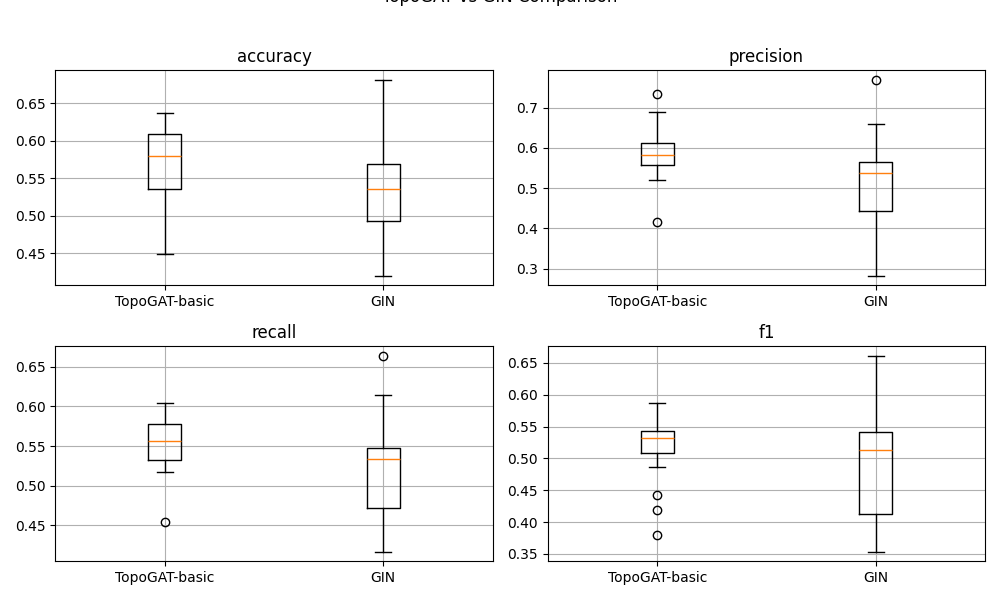 TopoGAT vs GIN Comparison
accuracy
0.65
0.60
0.55
0.50
0.45
TopoGAT-basic GIN
precision
0.7
0.6
0.5
0.4
0.3
TopoGAT-basic GIN
recall
0.65
0.60
0.55
0.50
0.45
TopoGAT-basic GIN
f1
0.65
0.60
0.55
0.50
0.45
0.40
0.35
TopoGAT-basic GIN